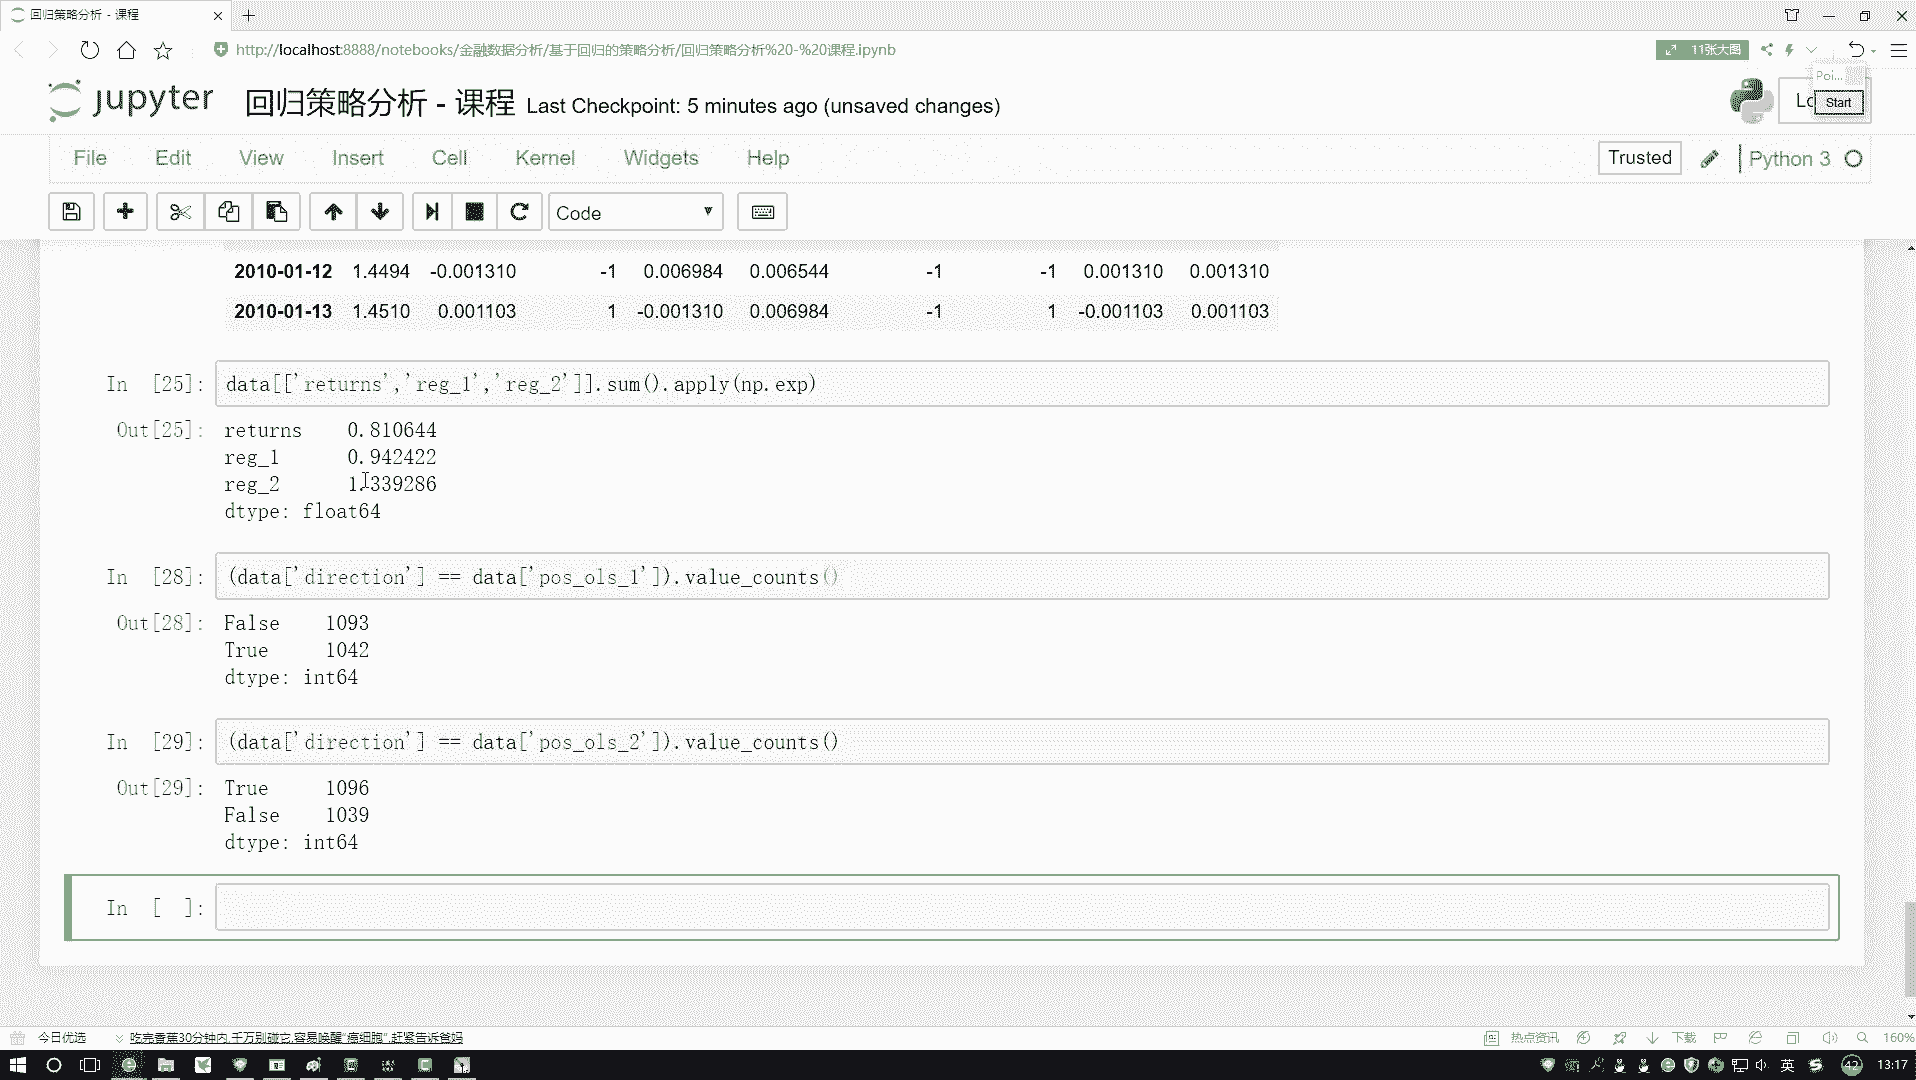 回归策略分析 - 课程
http://localhost:8888/notebooks/金融数据分析/基于回归的策略分析/回归策略分析%20-%20课程.ipynb
11张大图
Poi...
Start
jupyter 回归策略分析 - 课程 Last Checkpoint: 5 minutes ago (unsaved changes)
File Edit View Insert Cell Kernel Widgets Help
Trusted
Python 3
Code
2010-01-12 1.4494 -0.001310 -1 0.006984 0.006544 -1 -1 0.001310 0.001310
2010-01-13 1.4510 0.001103 1 -0.001310 0.006984 -1 1 -0.001103 0.001103
In [25]: data[['returns','reg_1','reg_2']].sum().apply(np.exp)
Out[25]: returns 0.810644
reg_1 0.942422
reg_2 1.339286
dtype: float64
In [28]: (data['direction'] == data['pos_ols_1']).value_counts()
Out[28]: False 1093
True 1042
dtype: int64
In [29]: (data['direction'] == data['pos_ols_2']).value_counts()
Out[29]: True 1096
False 1039
dtype: int64
In [ ]:
今日优选
吃完香蕉30分钟内,千万别碰它,容易唤醒“癌细胞”,赶紧告诉爸妈
热点资讯
下载
160%
英
42
13:17